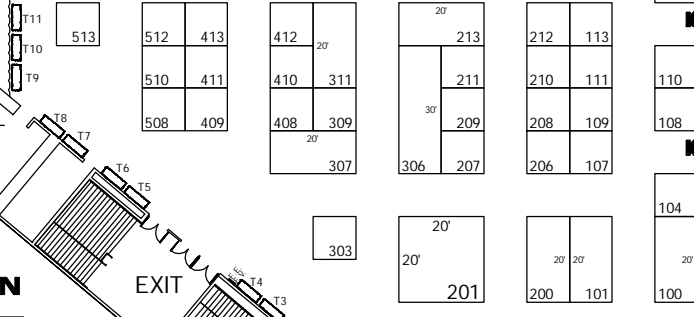 T11
T10
T9
T8
T7
T6
T5
T4
T3
513
512 413
510 411
508 409
412 20'
410 311
408 309
20'
307
303
20'
213
211
30'
209
306 207
20'
20'
201
212 113
210 111
208 109
206 107
20' 20'
200 101
110
108
104
20'
100
EXIT
N